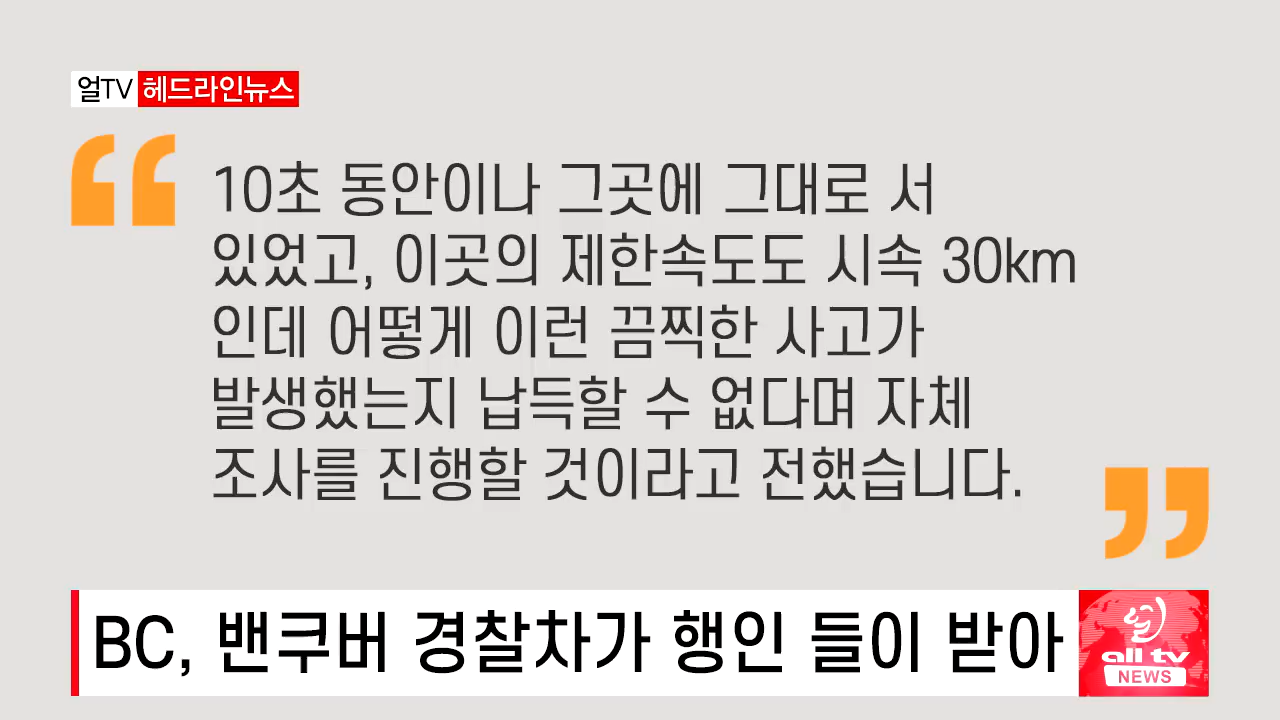 얼TV 헤드라인뉴스
10초 동안이나 그곳에 그대로 서
있었고, 이곳의 제한속도도 시속 30km
인데 어떻게 이런 끔찍한 사고가
발생했는지 납득할 수 없다며 자체
조사를 진행할 것이라고 전했습니다.
BC, 밴쿠버 경찰차가 행인 들이 받아
얼
all tv
NEWS